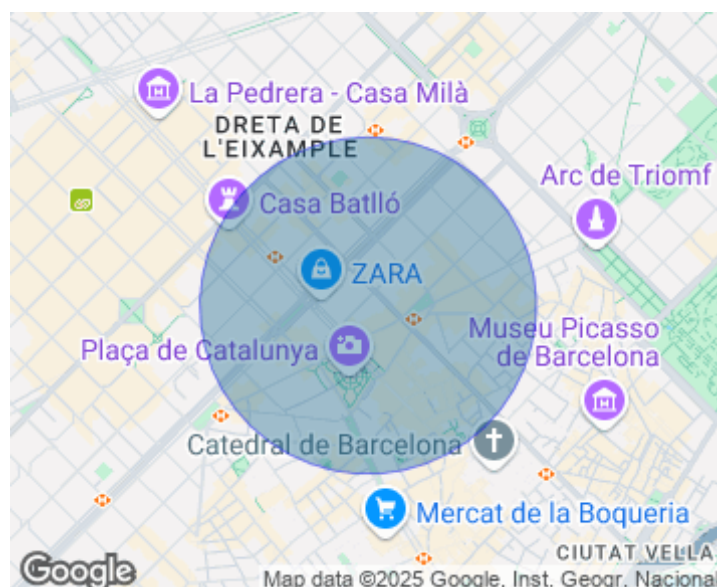 La Pedrera - Casa Milà
DRETA DE
L'EIXAMPLE
Arc de Triomf
Casa Batlló
ZARA
Museu Picasso
de Barcelona
Plaça de Catalunya
Catedral de Barcelona
Mercat de la Boqueria
CIUTAT VELLA
Google
Map data ©2025 Google, Inst. Geogr. Nacional